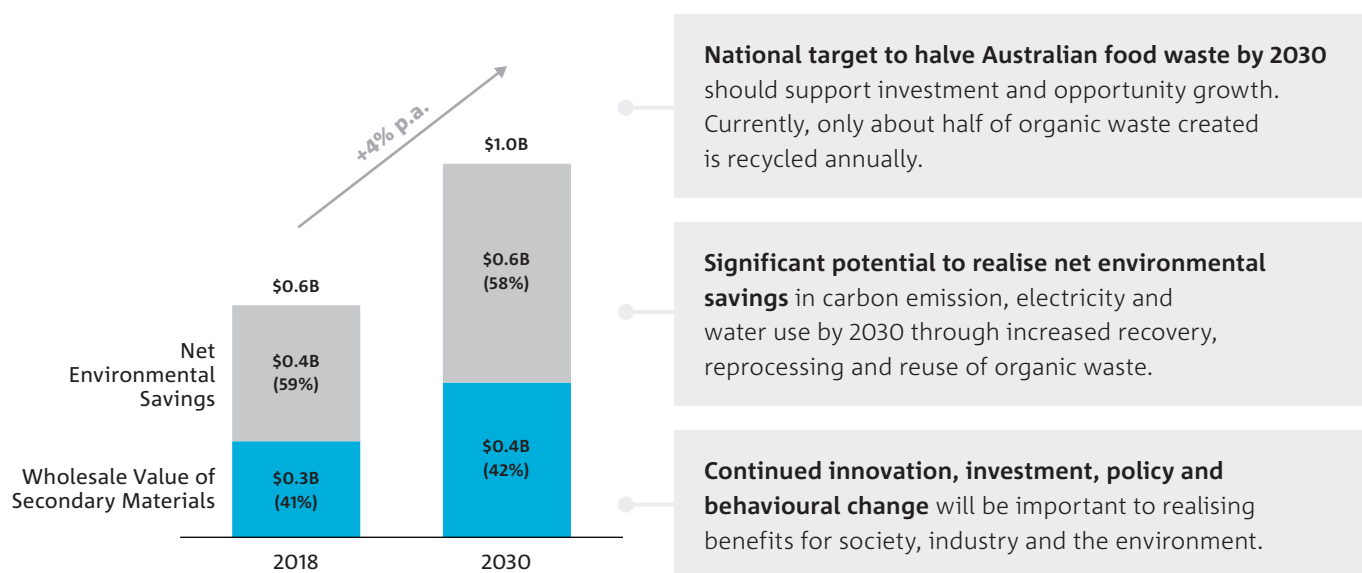 +4% p.a.
$1.0B
$0.6B
(58%)
$0.4B
(42%)
$0.6B
$0.4B
(59%)
$0.3B
(41%)
Net
Environmental
Savings
Wholesale Value of
Secondary Materials
2018
2030
National target to halve Australian food waste by 2030
should support investment and opportunity growth.
Currently, only about half of organic waste created
is recycled annually.
Significant potential to realise net environmental
savings in carbon emission, electricity and
water use by 2030 through increased recovery,
reprocessing and reuse of organic waste.
Continued innovation, investment, policy and
behavioural change will be important to realising
benefits for society, industry and the environment.